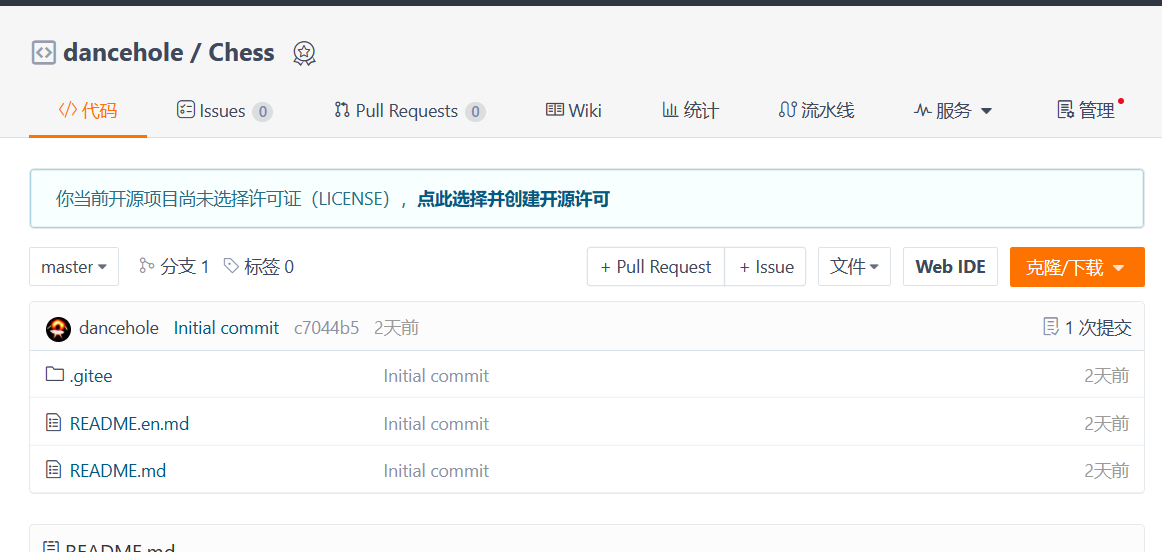 dancehole / Chess
代码 Issues 0 Pull Requests 0 Wiki 统计 流水线 服务 管理
你当前开源项目尚未选择许可证（LICENSE），点此选择并创建开源许可
master 分支 1 标签 0 + Pull Request + Issue 文件 Web IDE 克隆/下载
dancehole Initial commit c7044b5 2天前 1 次提交
.gitee Initial commit 2天前
README.en.md Initial commit 2天前
README.md Initial commit 2天前
README.md